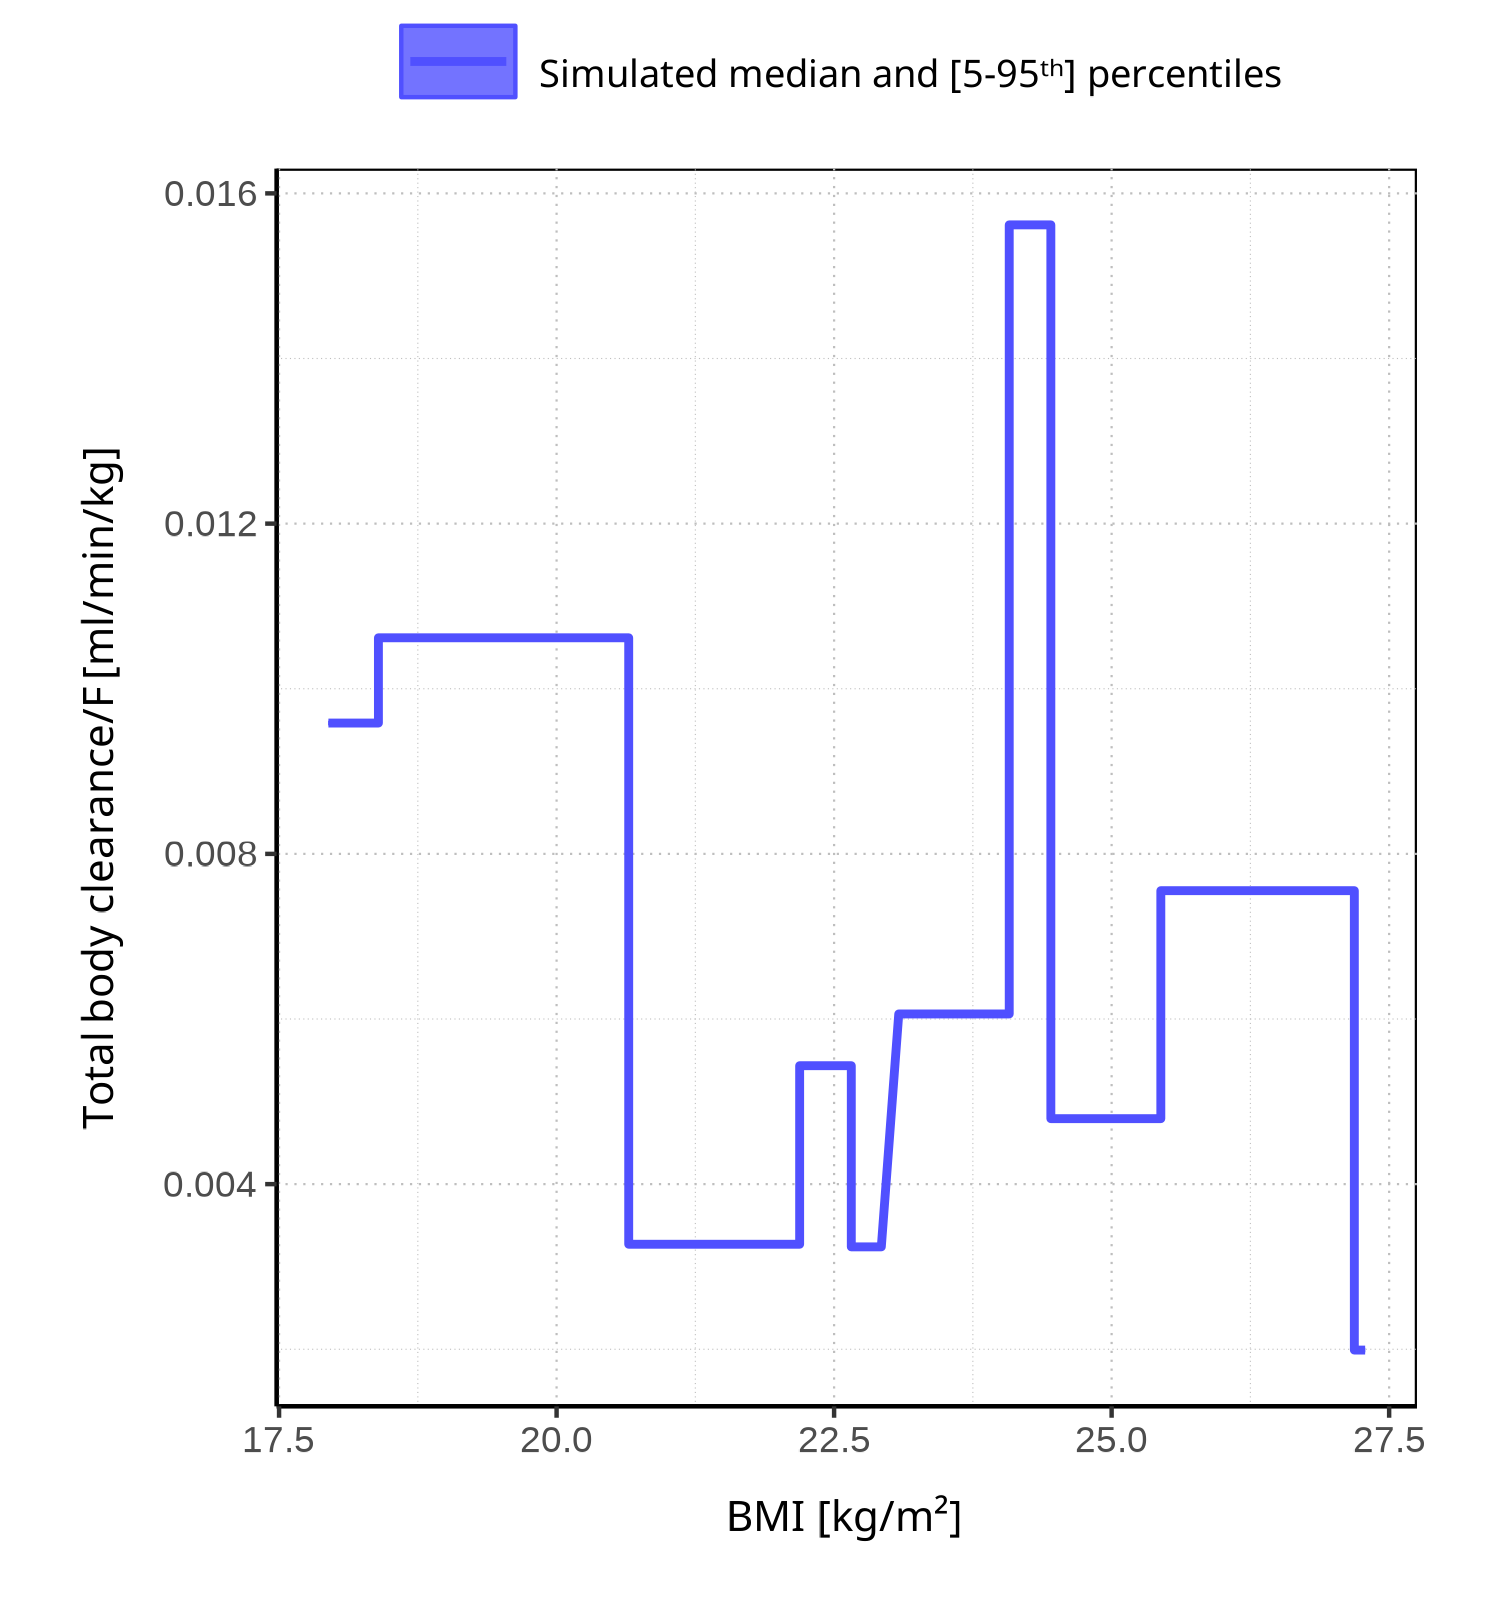 Simulated median and [5-95ᵗʰ] percentiles
0.016
0.012
0.008
0.004
Total body clearance/F [ml/min/kg]
17.5 20.0 22.5 25.0 27.5
BMI [kg/m²]